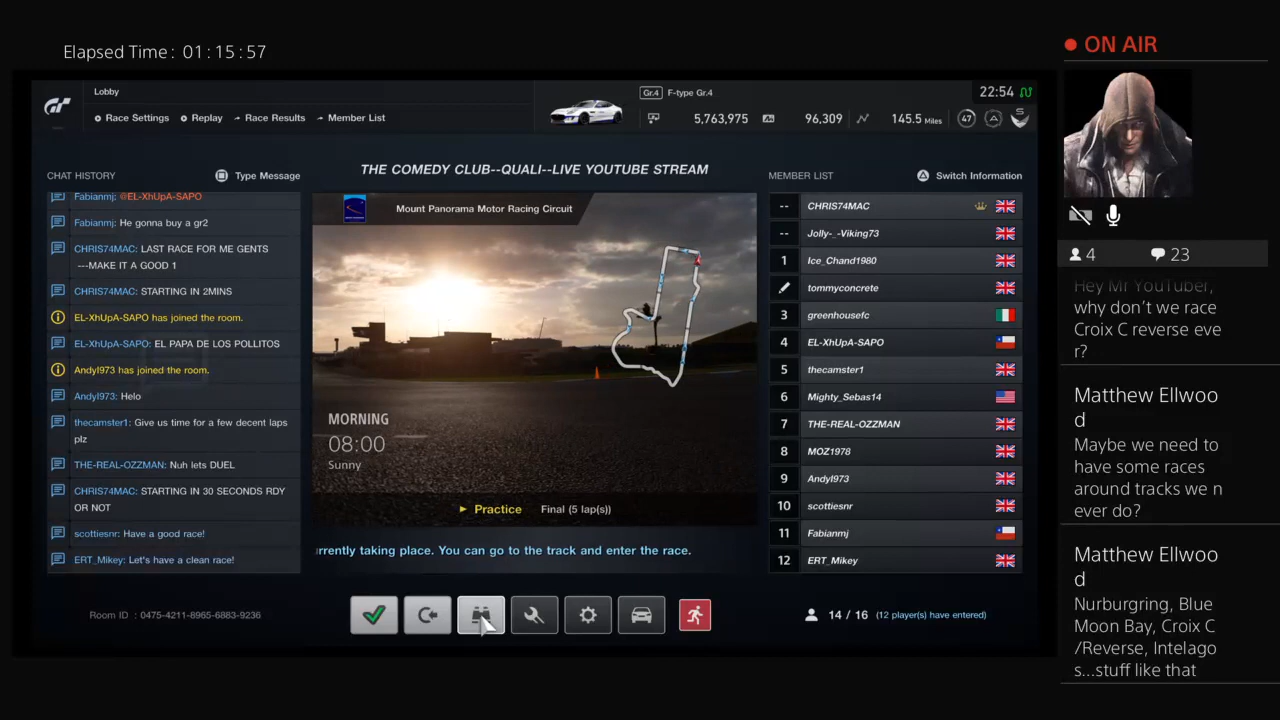 Elapsed Time: 01:15:57
ON AIR
Lobby
Race Settings Replay Race Results Member List
Gr.4 F-type Gr.4
22:54
5,763,975 96,309 145.5 Miles 47 A S
CHAT HISTORY
Type Message
Fabianmj: @EL-XhUpA-SAPO
Fabianmj: He gonna buy a gr2
CHRIS74MAC: LAST RACE FOR ME GENTS
---MAKE IT A GOOD 1
CHRIS74MAC: STARTING IN 2MINS
EL-XhUpA-SAPO has joined the room.
EL-XhUpA-SAPO: EL PAPA DE LOS POLLITOS
Andyl973 has joined the room.
Andyl973: Helo
thecamster1: Give us time for a few decent laps
plz
THE-REAL-OZZMAN: Nuh lets DUEL
CHRIS74MAC: STARTING IN 30 SECONDS RDY
OR NOT
scottiesnr: Have a good race!
ERT_Mikey: Let's have a clean race!
THE COMEDY CLUB--QUALI--LIVE YOUTUBE STREAM
Mount Panorama Motor Racing Circuit
MORNING
08:00
Sunny
Practice Final (5 lap(s))
rrently taking place. You can go to the track and enter the race.
MEMBER LIST
Switch Information
-- CHRIS74MAC
-- Jolly-_-Viking73
1 Ice_Chand1980
tommyconcrete
3 greenhousefc
4 EL-XhUpA-SAPO
5 thecamster1
6 Mighty_Sebas14
7 THE-REAL-OZZMAN
8 MOZ1978
9 Andyl973
10 scottiesnr
11 Fabianmj
12 ERT_Mikey
Room ID : 0475-4211-8965-6883-9236
14 / 16 (12 player(s) have entered)
4 23
Hey Mr YouTuber,
why don't we race
Croix C reverse eve
r?
Matthew Ellwoo
d
Maybe we need to
have some races
around tracks we n
ever do?
Matthew Ellwoo
d
Nurburgring, Blue
Moon Bay, Croix C
/Reverse, Intelago
s...stuff like that